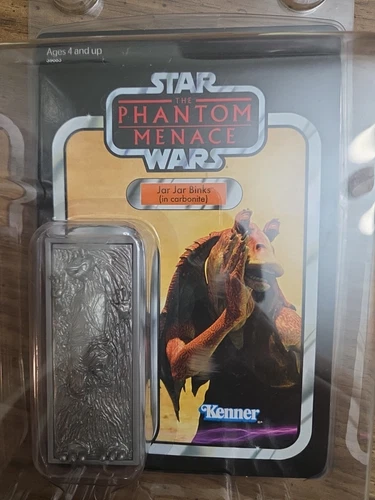 Ages 4 and up
STAR
THE
PHANTOM
MENACE
WARS
Jar Jar Binks
(in carbonite)
Kenner